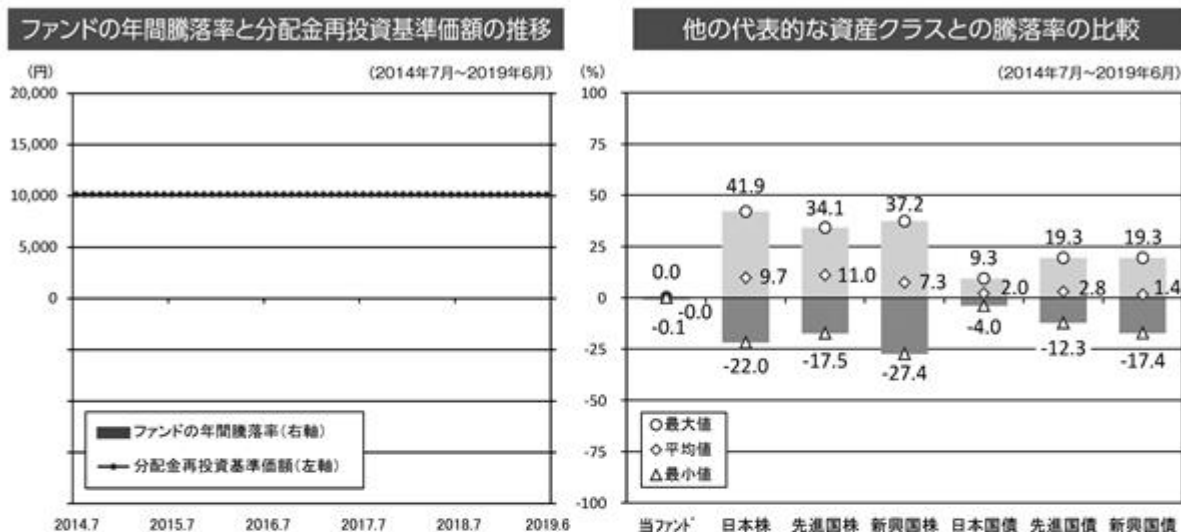 ファンドの年間騰落率と分配金再投資基準価額の推移
(円)
(2014年7月～2019年6月)
20,000
15,000
10,000
5,000
0
ファンドの年間騰落率(右軸)
分配金再投資基準価額(左軸)
2014.7 2015.7 2016.7 2017.7 2018.7 2019.6
他の代表的な資産クラスとの騰落率の比較
(%)
(2014年7月～2019年6月)
100
75
50
25
0
-25
-50
-75
-100
41.9 34.1 37.2 9.3 19.3 19.3
0.0 9.7 11.0 7.3 2.0 2.8 1.4
-0.0
-0.1 -22.0 -17.5 -27.4 -4.0 -12.3 -17.4
最大値
平均値
最小値
当ファンド 日本株 先進国株 新興国株 日本国債 先進国債 新興国債